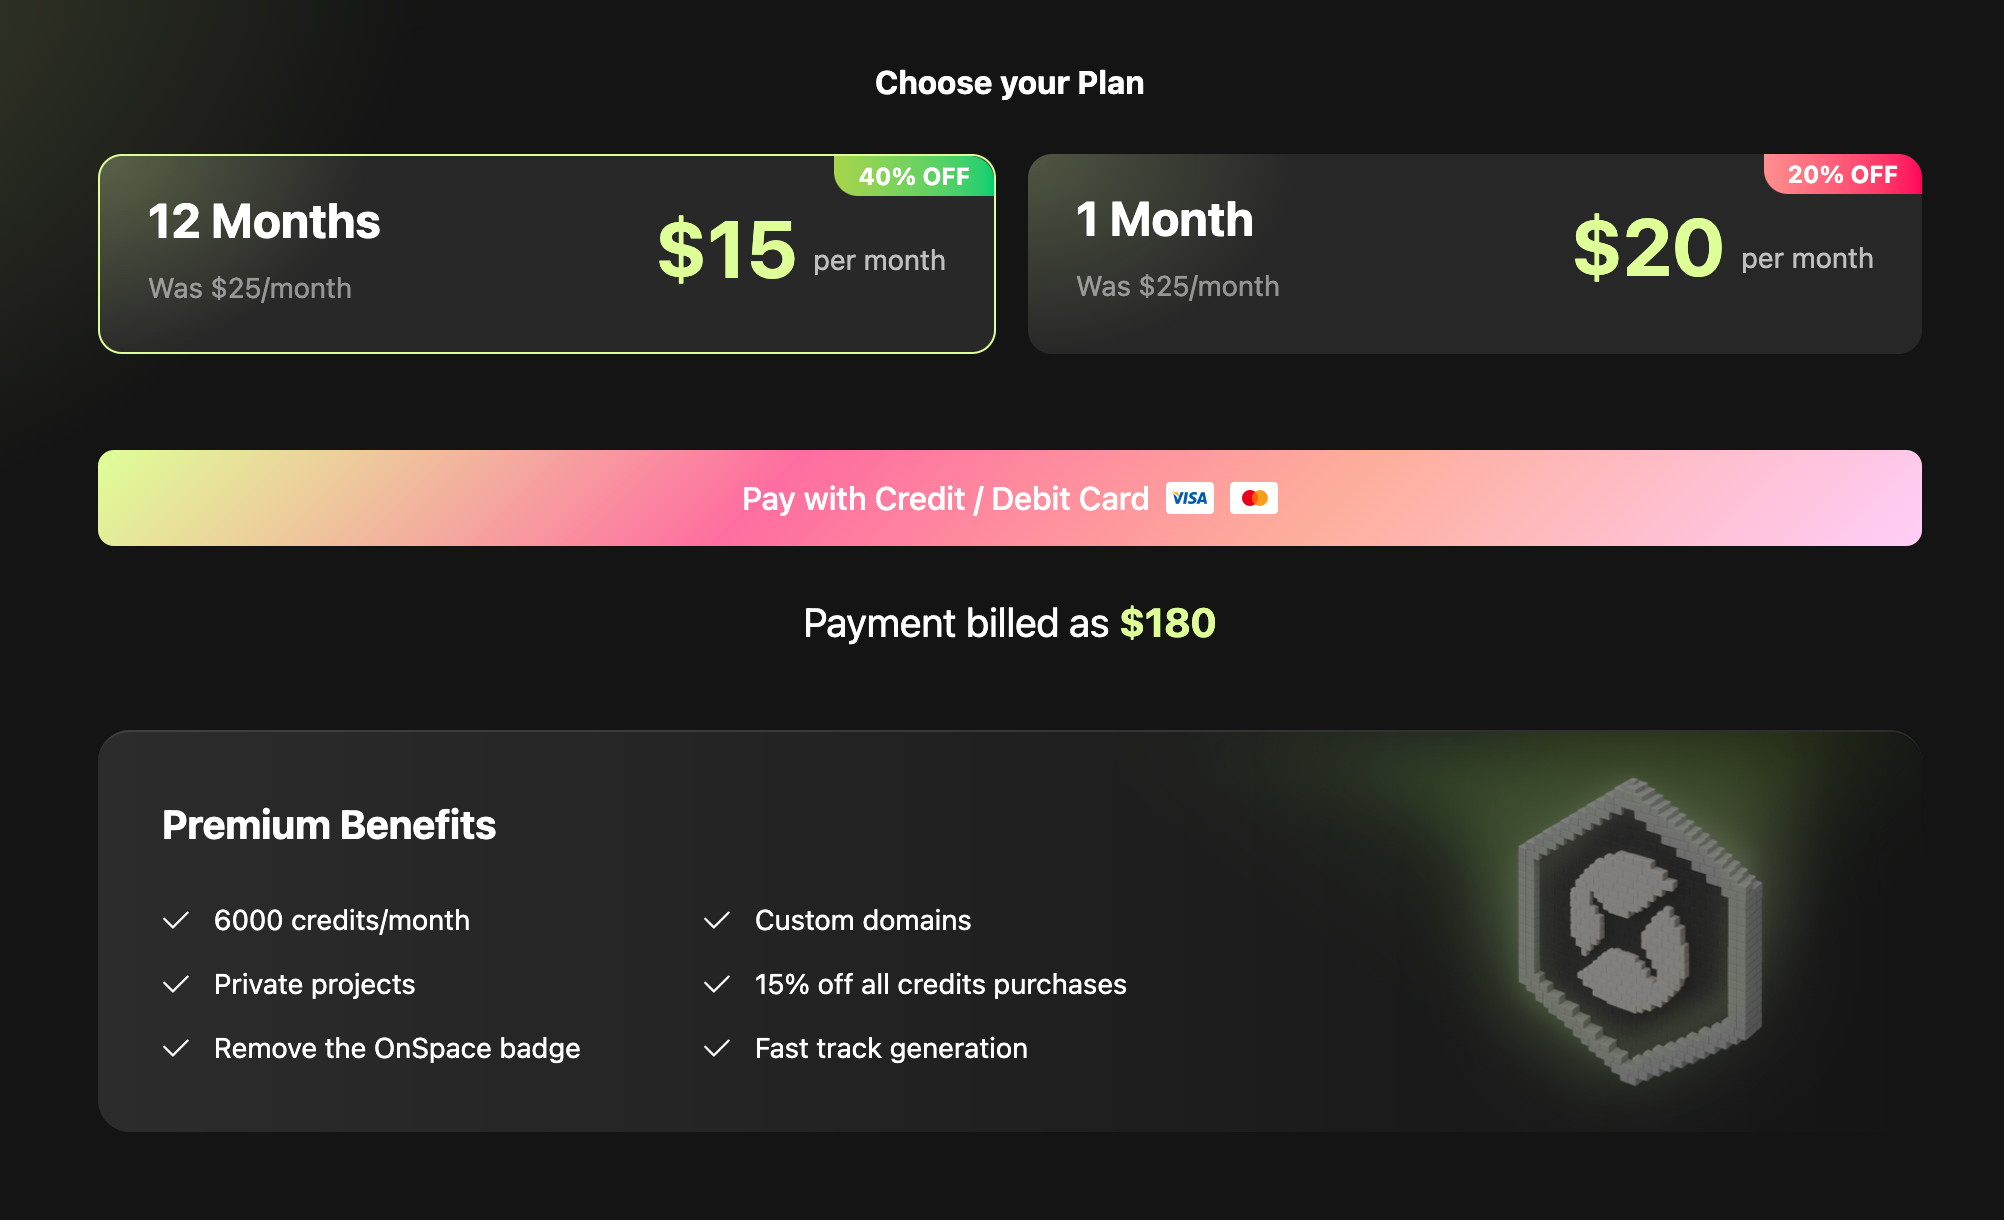 Choose your Plan
40% OFF
12 Months
$15 per month
Was $25/month
20% OFF
1 Month
$20 per month
Was $25/month
Pay with Credit / Debit Card VISA
Payment billed as $180
Premium Benefits
6000 credits/month
Custom domains
Private projects
15% off all credits purchases
Remove the OnSpace badge
Fast track generation